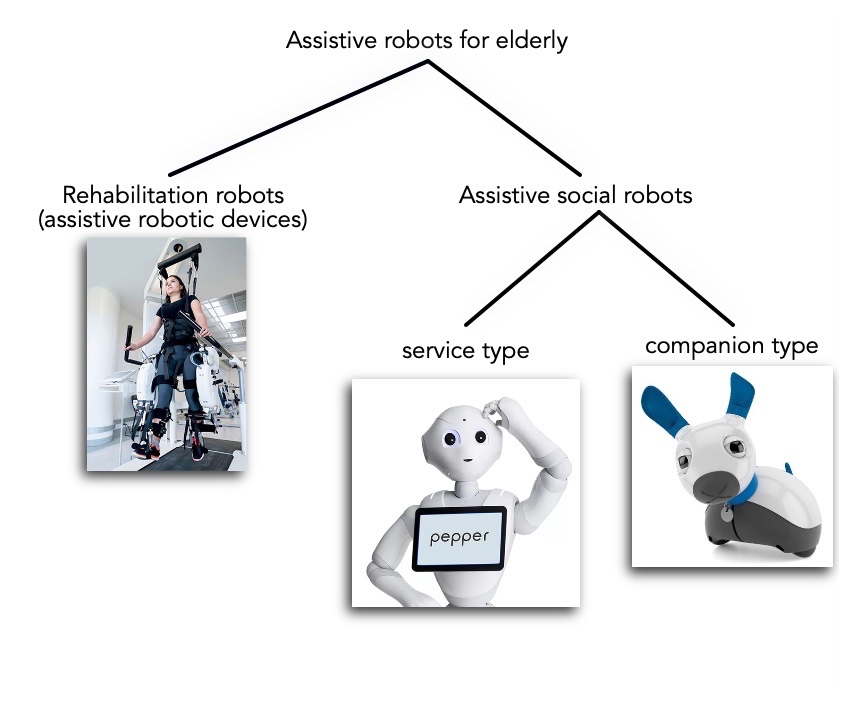 Assistive robots for elderly
Rehabilitation robots
(assistive robotic devices)
Assistive social robots
service type
companion type
pepper